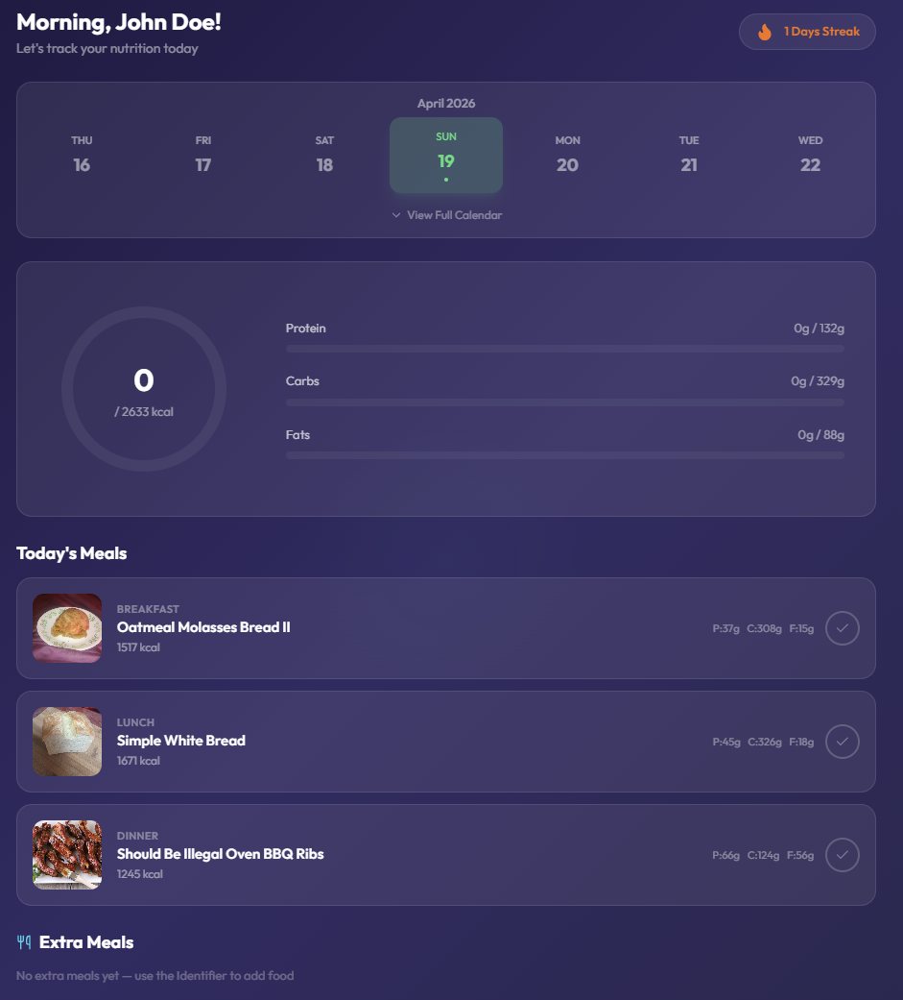 Morning, John Doe!
Let's track your nutrition today
1 Days Streak
April 2026
THU FRI SAT SUN MON TUE WED
16 17 18 19 20 21 22
View Full Calendar
0
/ 2633 kcal
Protein 0g / 132g
Carbs 0g / 329g
Fats 0g / 88g
Today's Meals
BREAKFAST
Oatmeal Molasses Bread II
1517 kcal
P:37g C:308g F:15g
LUNCH
Simple White Bread
1671 kcal
P:45g C:326g F:18g
DINNER
Should Be Illegal Oven BBQ Ribs
1245 kcal
P:66g C:124g F:56g
Extra Meals
No extra meals yet — use the Identifier to add food